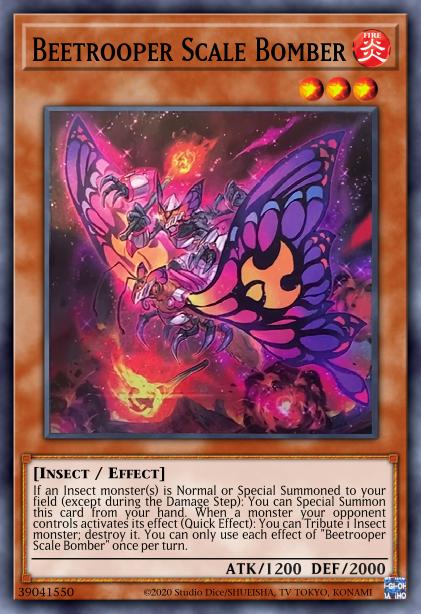 BEETROOPER SCALE BOMBER
FIRE
炎
[INSECT / EFFECT]
If an Insect monster(s) is Normal or Special Summoned to your
field (except during the Damage Step): You can Special Summon
this card from your hand. When a monster your opponent
controls activates its effect (Quick Effect): You can Tribute 1 Insect
monster; destroy it. You can only use each effect of "Beetrooper
Scale Bomber" once per turn.
ATK/1200 DEF/2000
39041550
©2020 Studio Dice/SHUEISHA, TV TOKYO, KONAMI